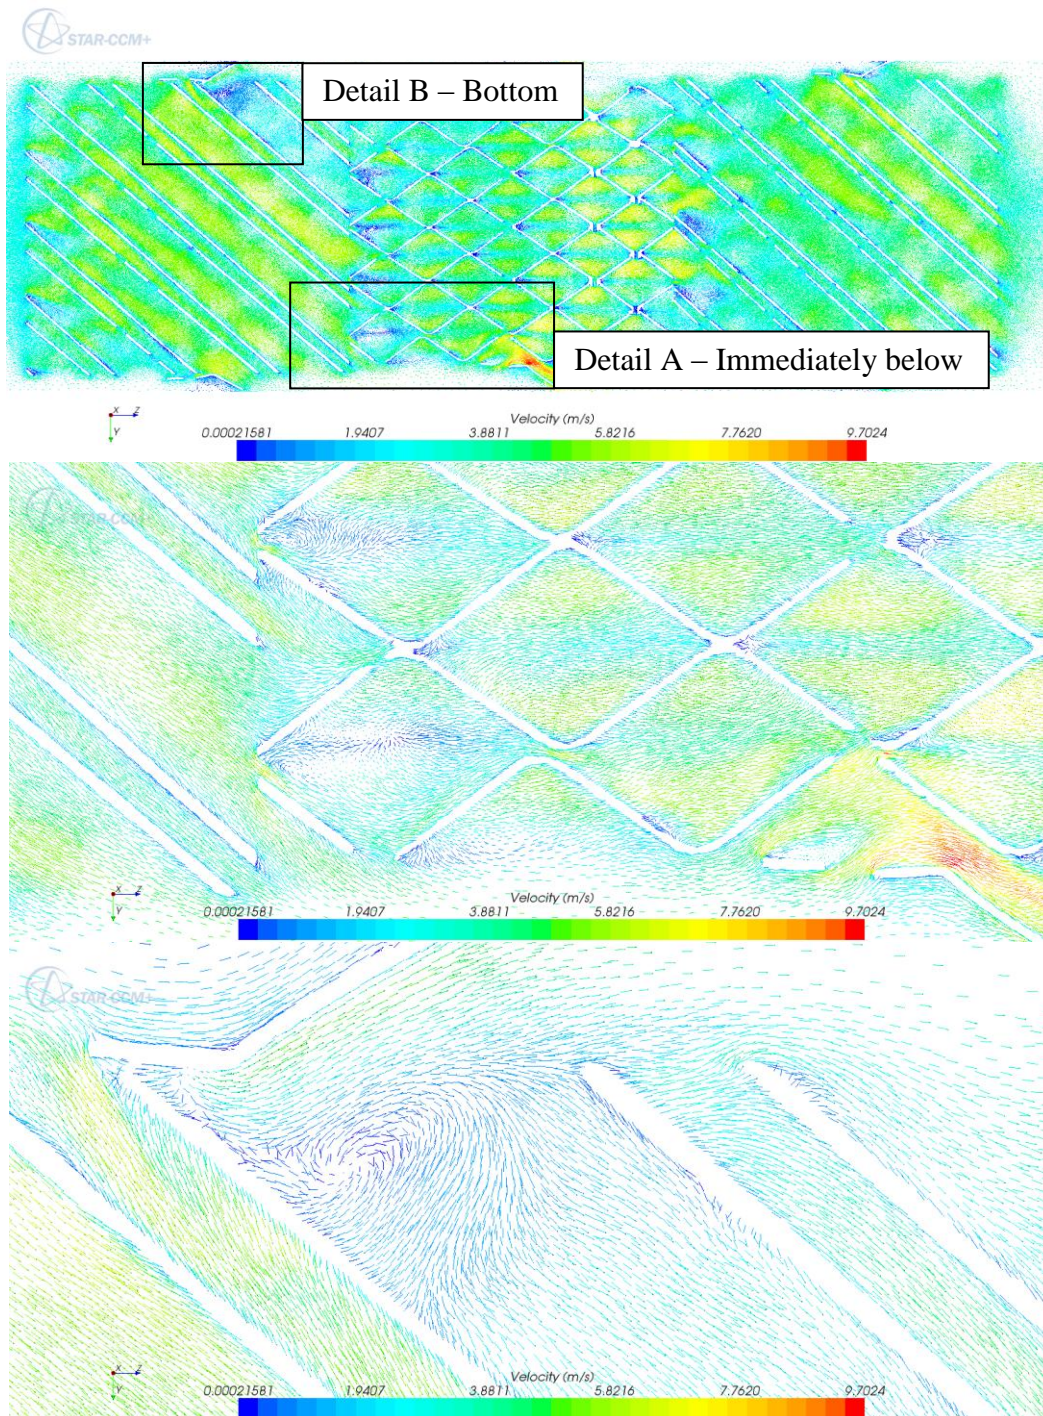 STAR-CCM+
Detail B – Bottom
Detail A – Immediately below
X Z
Y
Velocity (m/s)
0.00021581 1.9407 3.8811 5.8216 7.7620 9.7024
STAR-CCM+
X Z
Y
Velocity (m/s)
0.00021581 1.9407 3.8811 5.8216 7.7620 9.7024
STAR-CCM+
X Z
Y
Velocity (m/s)
0.00021581 1.9407 3.8811 5.8216 7.7620 9.7024